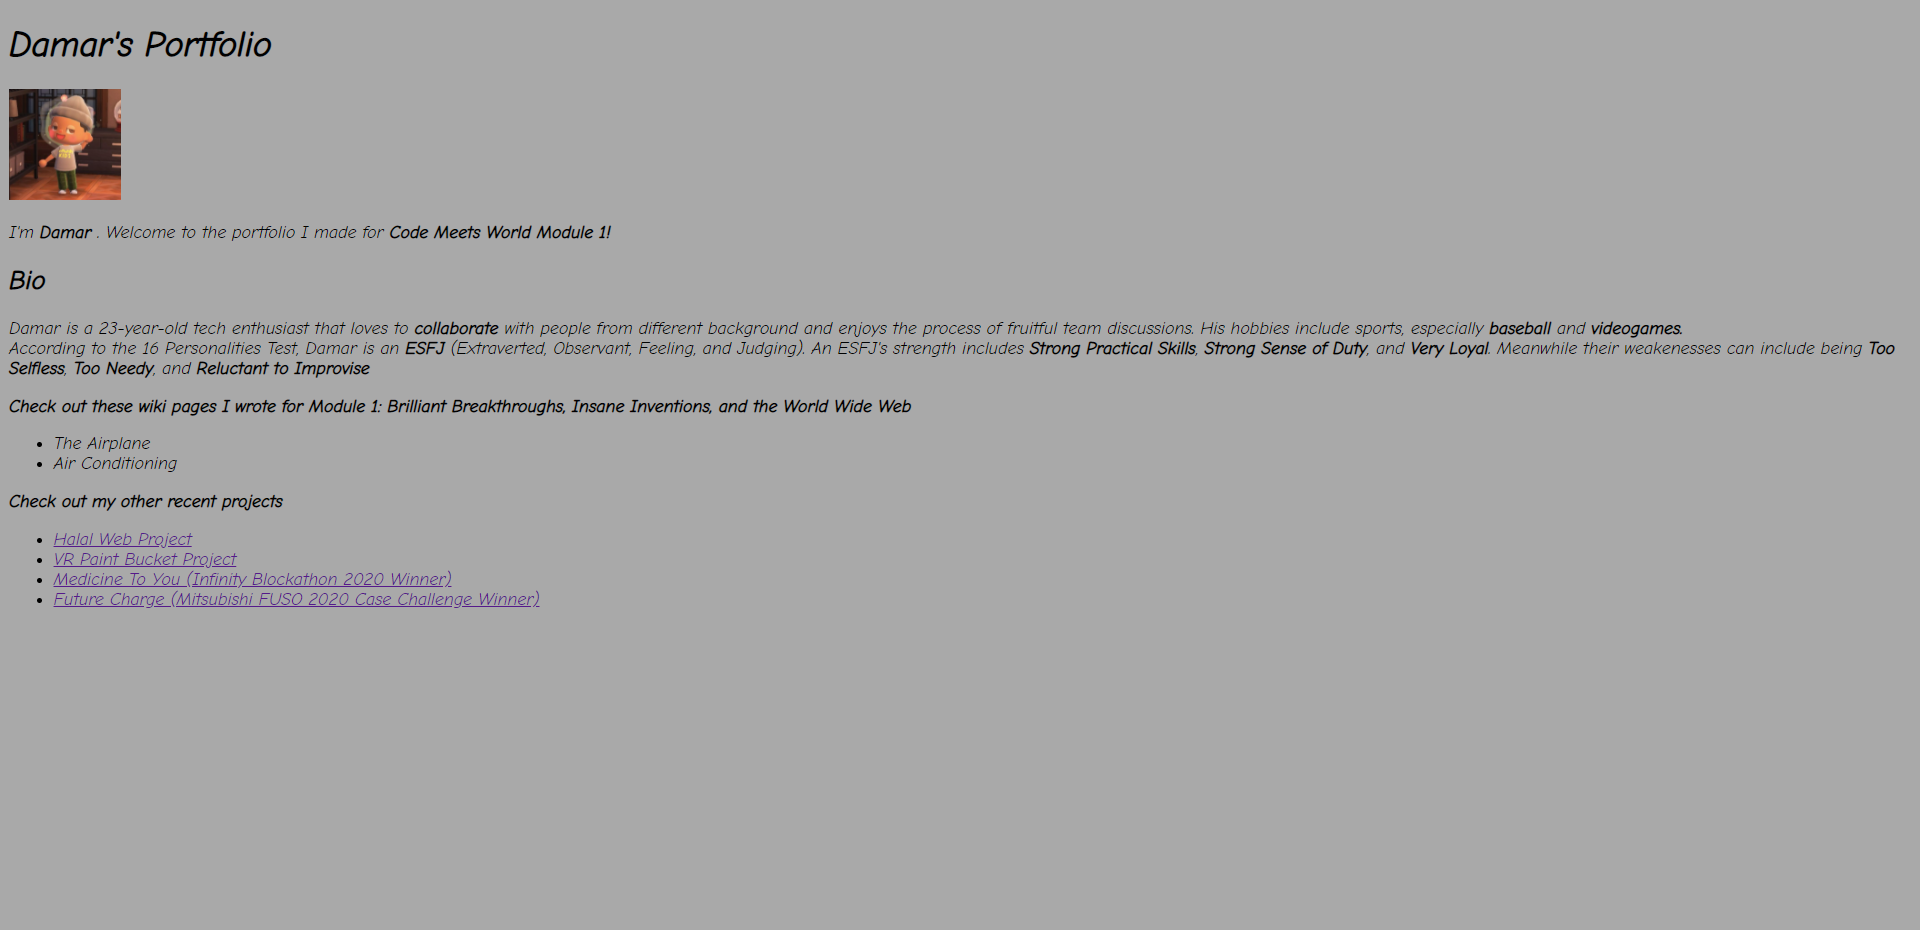 Damar's Portfolio
I'm Damar . Welcome to the portfolio I made for Code Meets World Module 1!
Bio
Damar is a 23-year-old tech enthusiast that loves to collaborate with people from different background and enjoys the process of fruitful team discussions. His hobbies include sports, especially baseball and videogames.
According to the 16 Personalities Test, Damar is an ESFJ (Extraverted, Observant, Feeling, and Judging). An ESFJ's strength includes Strong Practical Skills, Strong Sense of Duty, and Very Loyal. Meanwhile their weakenesses can include being Too
Selfless, Too Needy, and Reluctant to Improvise
Check out these wiki pages I wrote for Module 1: Brilliant Breakthroughs, Insane Inventions, and the World Wide Web
The Airplane
Air Conditioning
Check out my other recent projects
Halal Web Project
VR Paint Bucket Project
Medicine To You (Infinity Blockathon 2020 Winner)
Future Charge (Mitsubishi FUSO 2020 Case Challenge Winner)